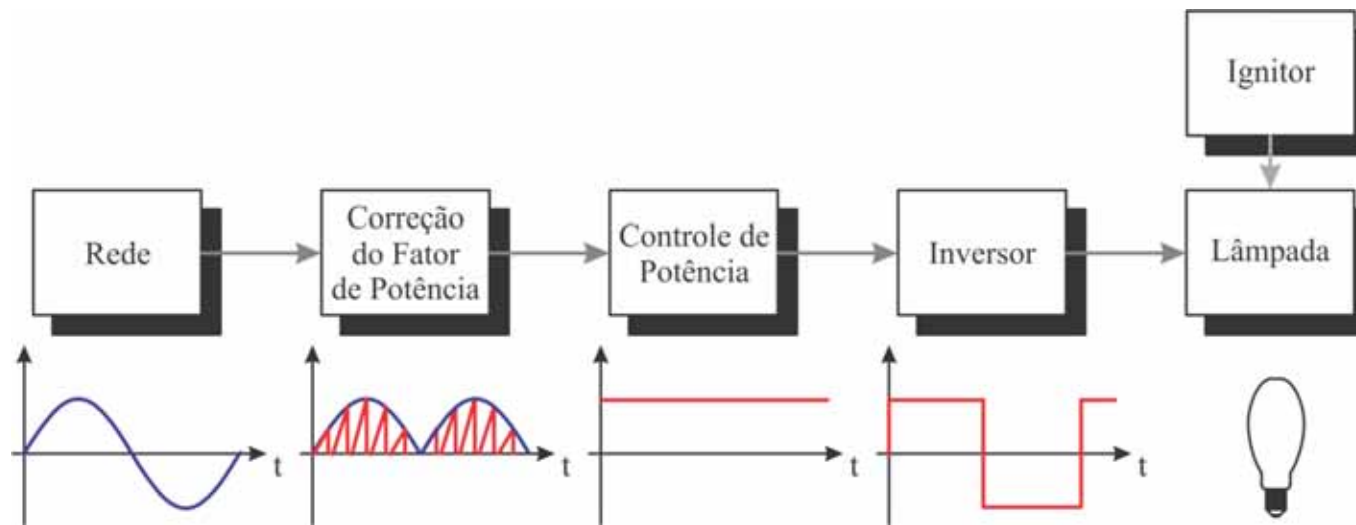 Ignitor
Rede
Correção
do Fator
de Potência
Controle de
Potência
Inversor
Lâmpada
t
t
t
t